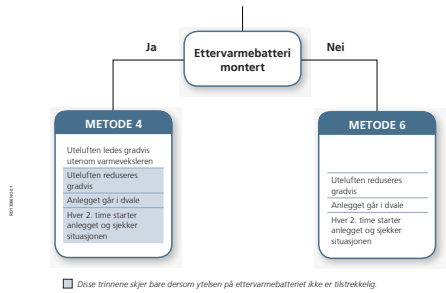 Ja
Ettervarmebatteri
montert
Nei
METODE 4
Uteluften ledes gradvis
utenom varmeveksleren
Uteluften reduseres
gradvis
Anlegget går i dvale
Hver 2. time starter
anlegget og sjekker
situasjonen
METODE 6
Uteluften reduseres
gradvis
Anlegget går i dvale
Hver 2. time starter
anlegget og sjekker
situasjonen
Disse trinnene skjer bare dersom ytelsen på ettervarmebatteriet ikke er tilstrekkelig.